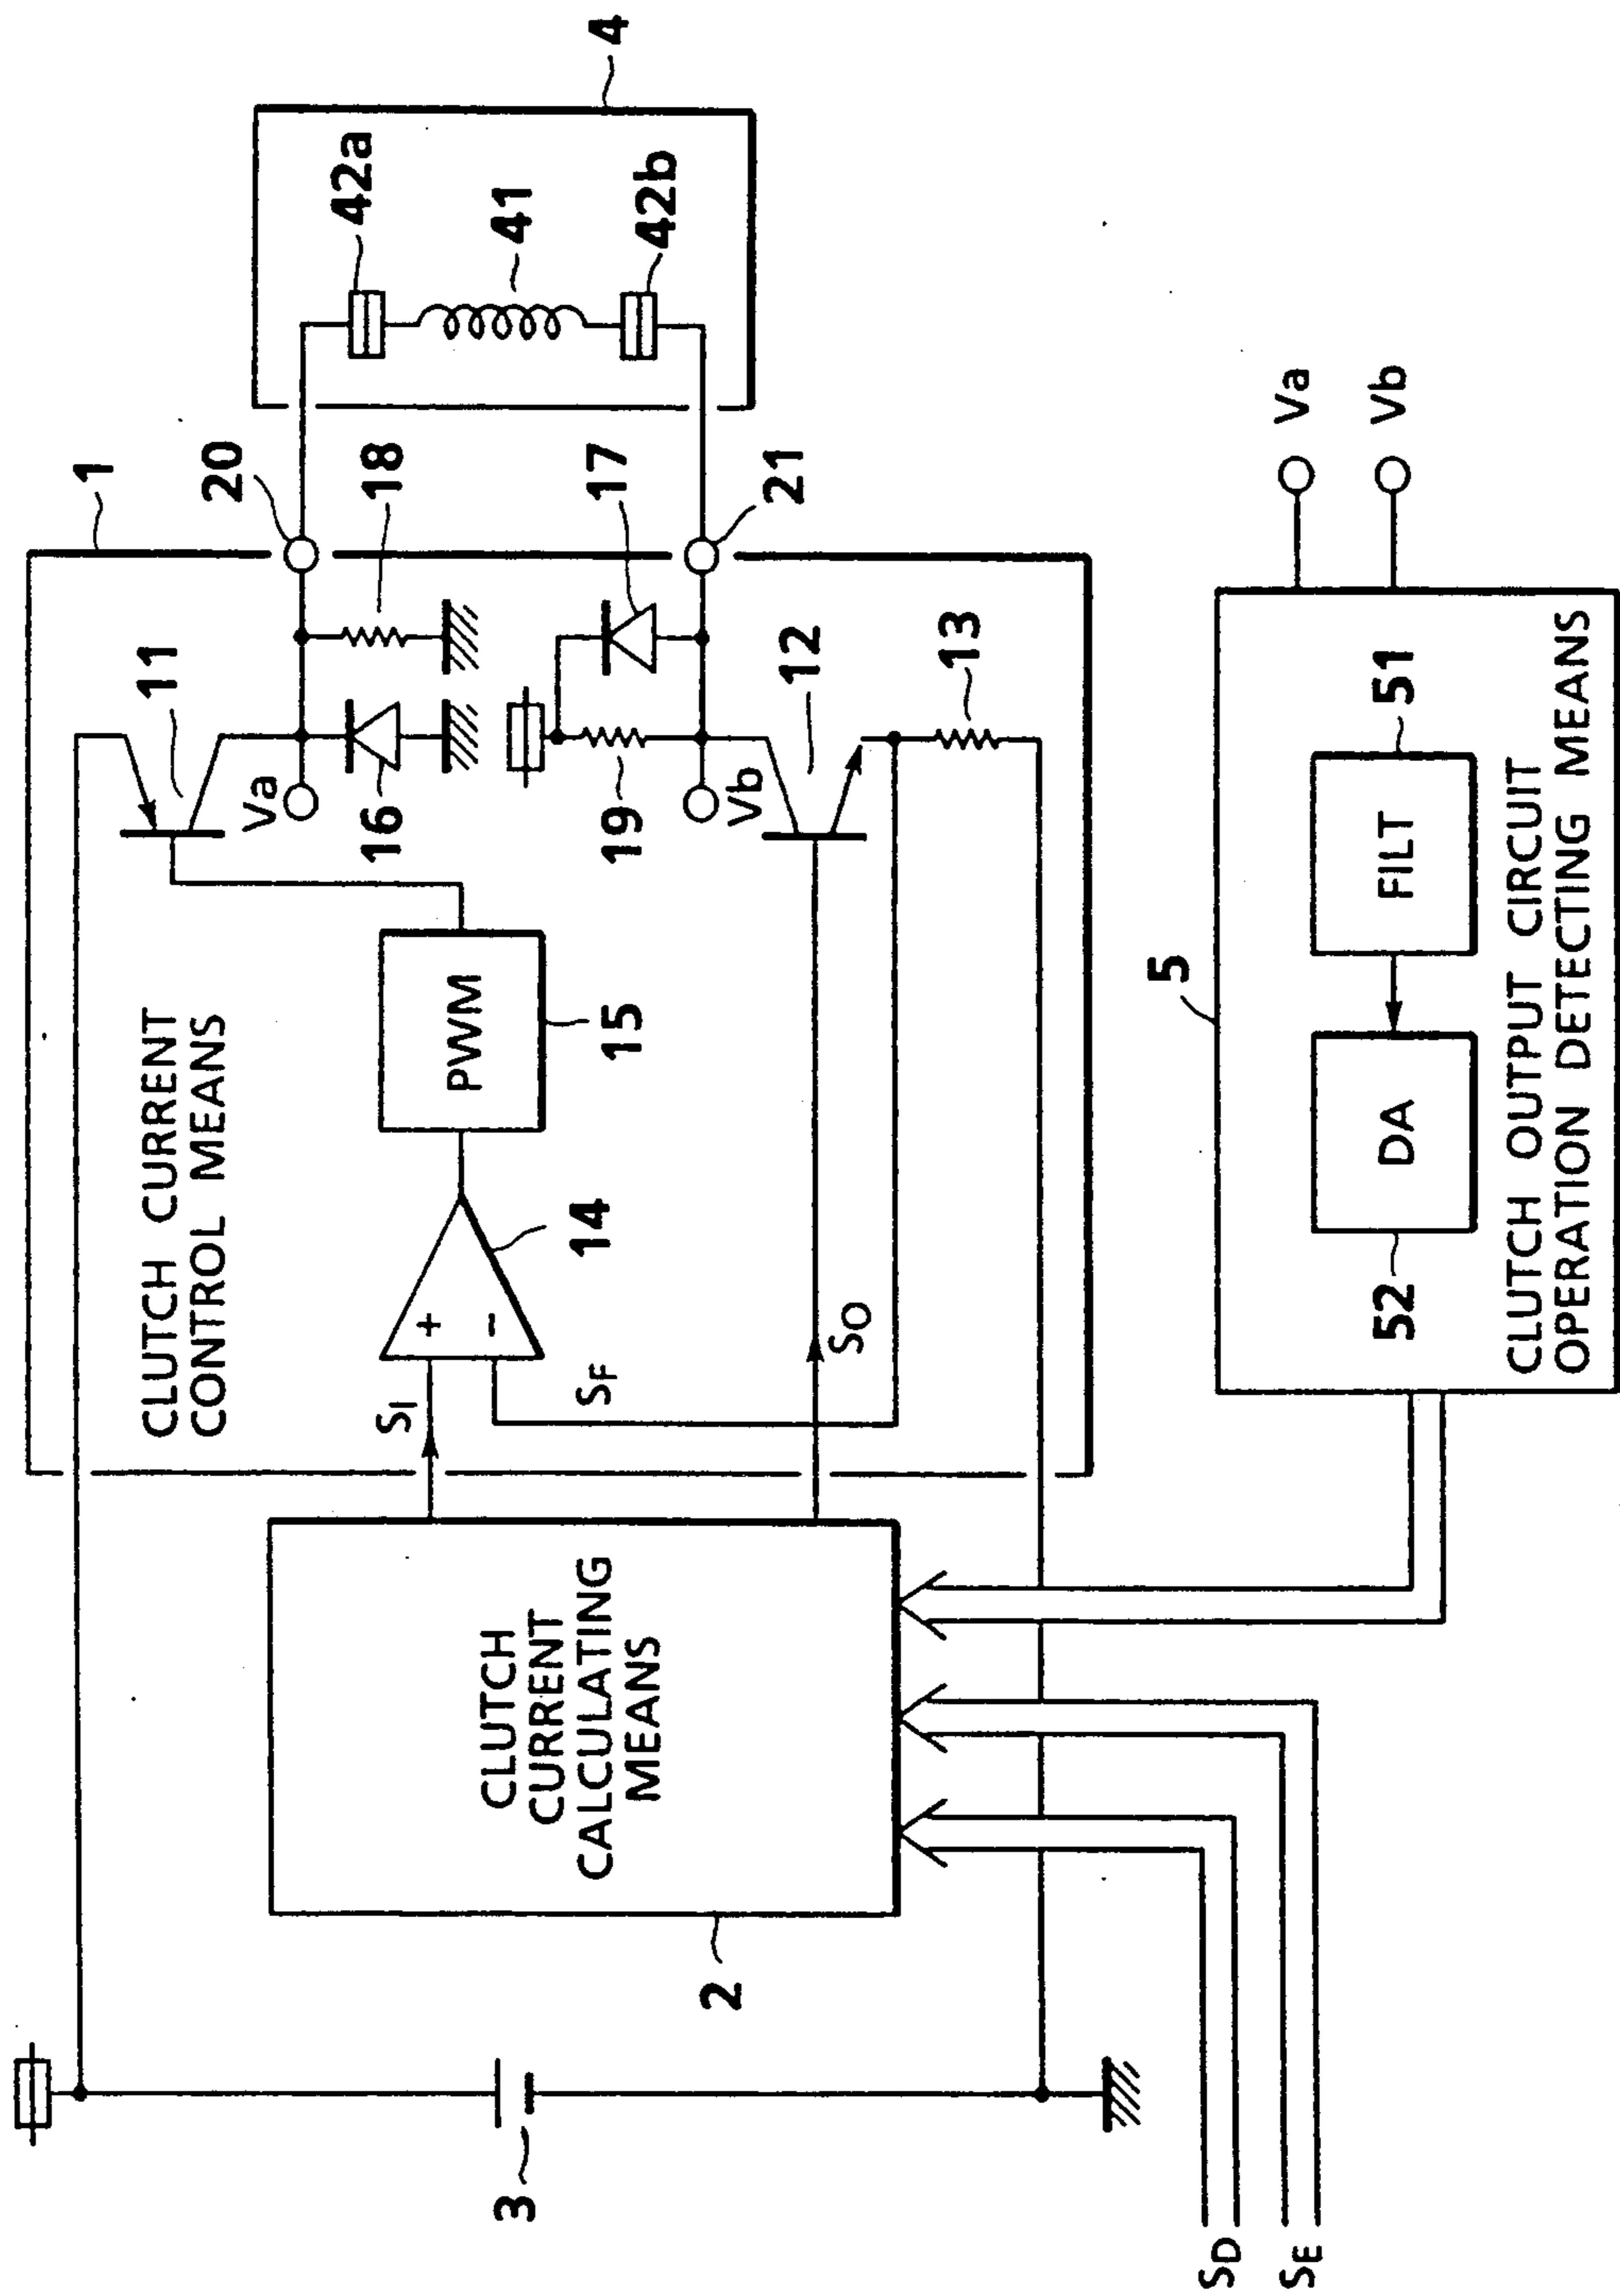 1
CLUTCH CURRENT
CONTROL MEANS
11
Va
20
4
42a
SI
+
-
14
PWM
15
16
18
41
SF
19
17
42b
Vb
21
CLUTCH
CURRENT
CALCULATING
MEANS
2
3
SO
12
13
5
Va
Vb
SD
SE
52
DA
FILT
51
CLUTCH OUTPUT CIRCUIT
OPERATION DETECTING MEANS